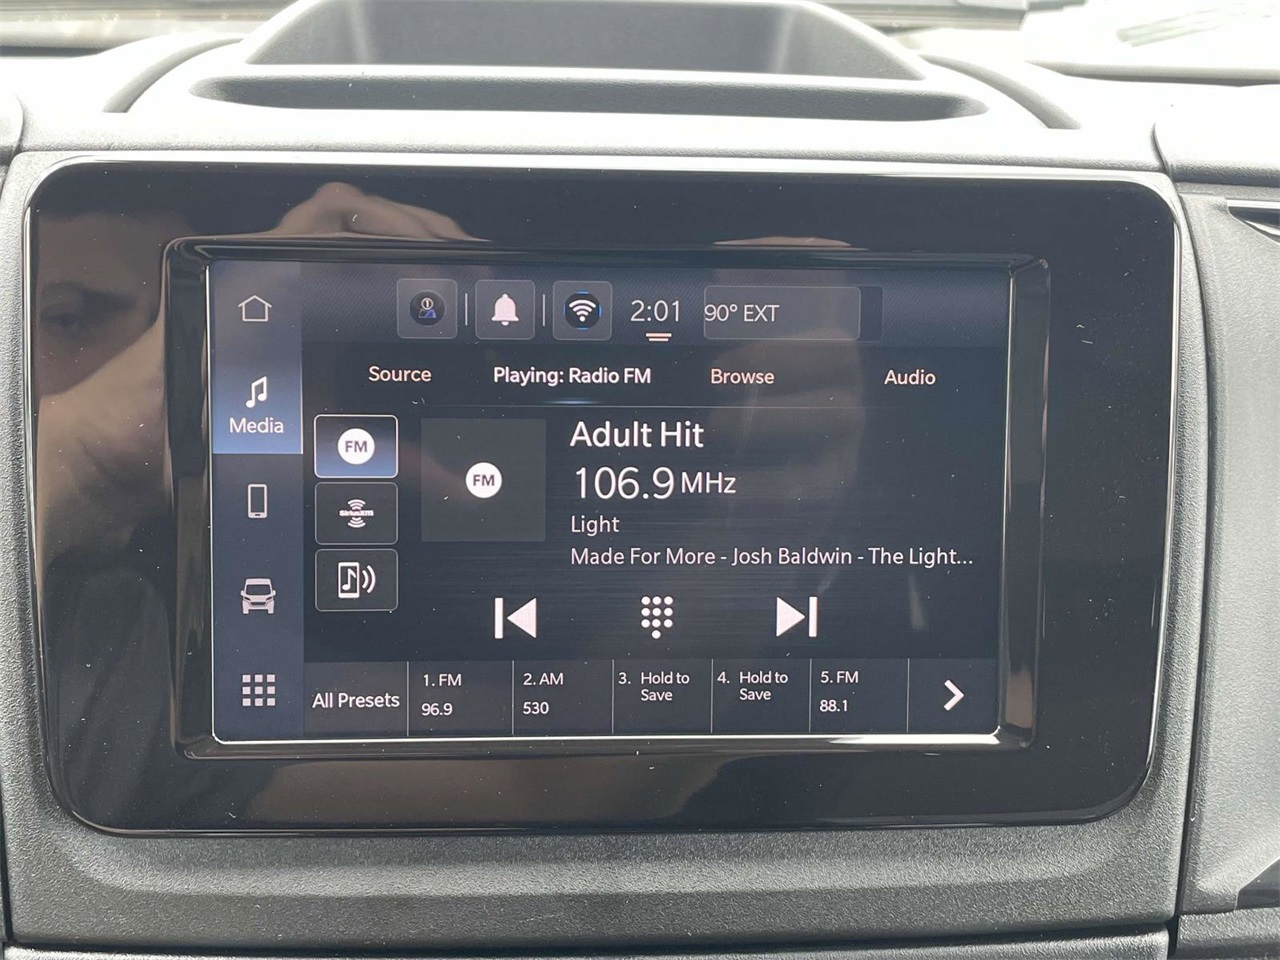 1
2:01
90° EXT
Source
Playing: Radio FM
Browse
Audio
Media
FM
SiriusXM
FM
Adult Hit
106.9 MHz
Light
Made For More - Josh Baldwin - The Light...
All Presets
1. FM
96.9
2. AM
530
3. Hold to
Save
4. Hold to
Save
5. FM
88.1